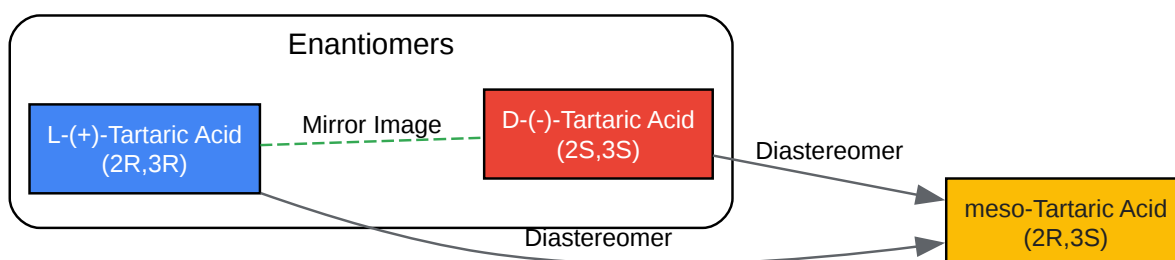 Enantiomers
L-(+)-Tartaric Acid
(2R,3R)
Mirror Image
D-(-)-Tartaric Acid
(2S,3S)
Diastereomer
Diastereomer
meso-Tartaric Acid
(2R,3S)